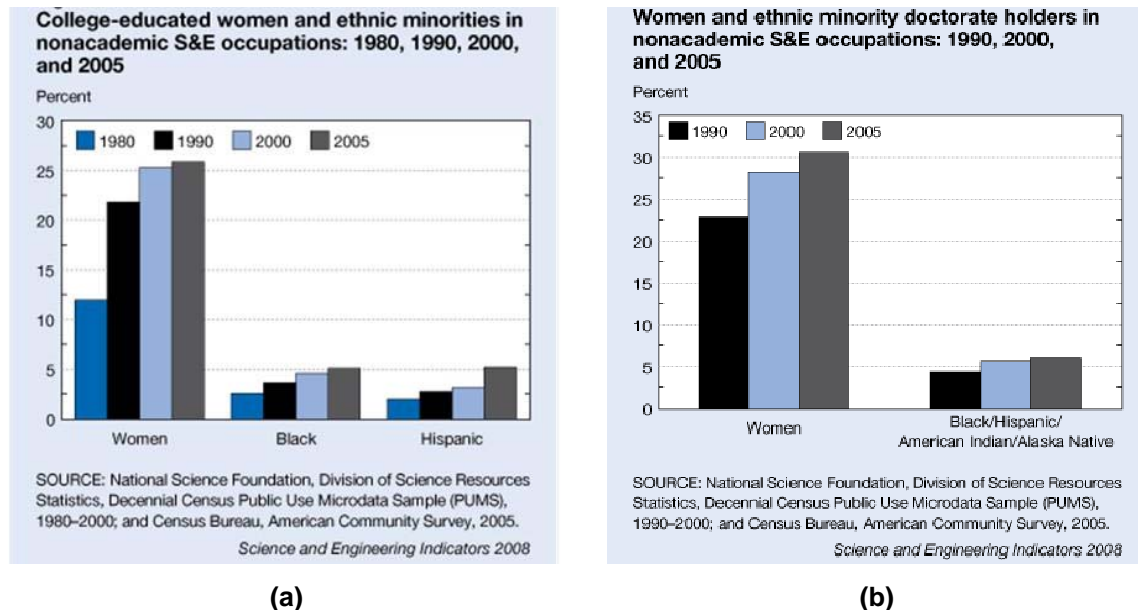 College-educated women and ethnic minorities in
nonacademic S&E occupations: 1980, 1990, 2000,
and 2005
Percent
30
25
20
15
10
5
0
1980
1990
2000
2005
Women
Black
Hispanic
SOURCE: National Science Foundation, Division of Science Resources
Statistics, Decennial Census Public Use Microdata Sample (PUMS),
1980–2000; and Census Bureau, American Community Survey, 2005.
Science and Engineering Indicators 2008
(a)
Women and ethnic minority doctorate holders in
nonacademic S&E occupations: 1990, 2000,
and 2005
Percent
35
30
25
20
15
10
5
0
1990
2000
2005
Women
Black/Hispanic/
American Indian/Alaska Native
SOURCE: National Science Foundation, Division of Science Resources
Statistics, Decennial Census Public Use Microdata Sample (PUMS),
1990–2000; and Census Bureau, American Community Survey, 2005.
Science and Engineering Indicators 2008
(b)